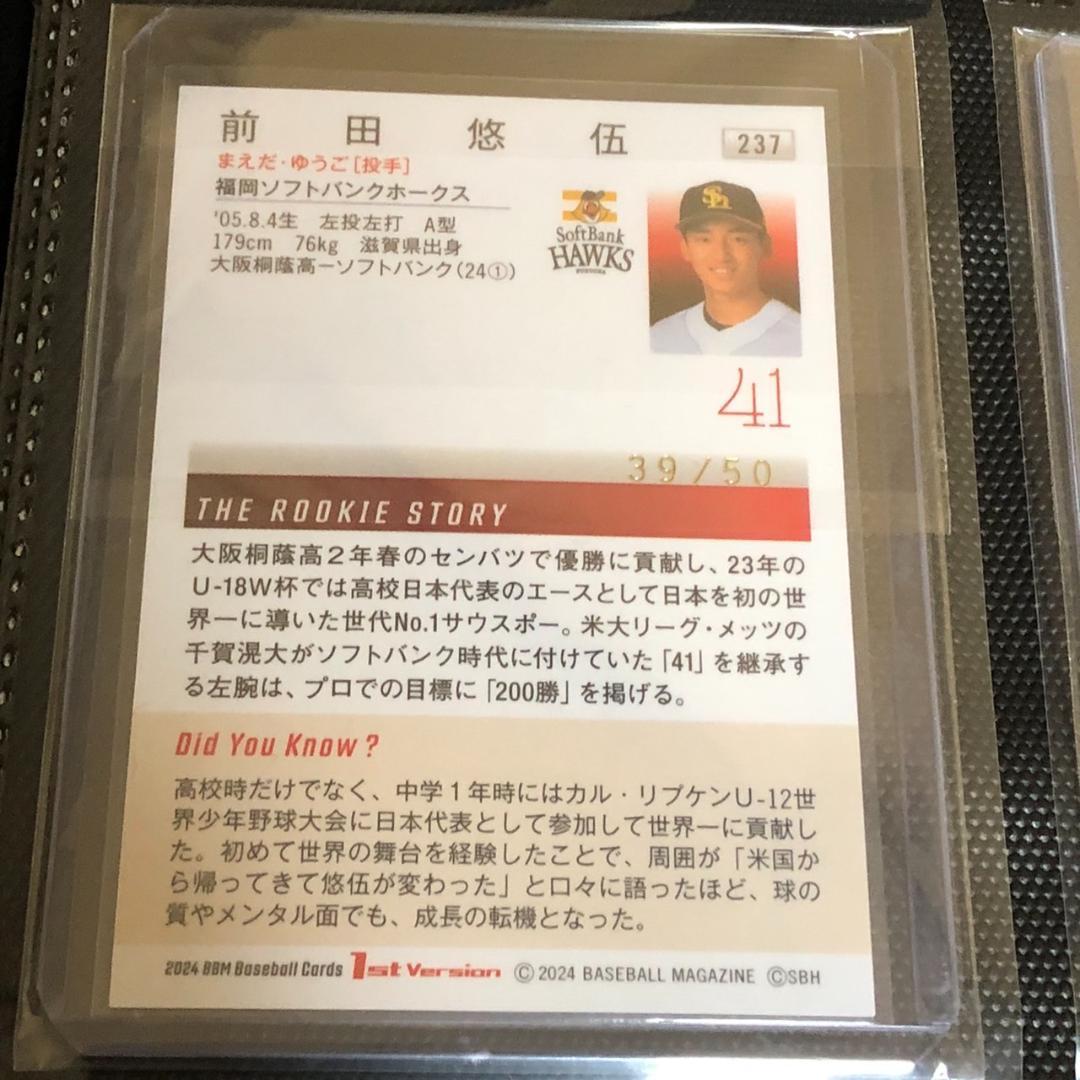 前田悠伍
237
まえだ・ゆうご[投手]
福岡ソフトバンクホークス
'05.8.4生 左投左打 A型
179cm 76kg 滋賀県出身
大阪桐蔭高ーソフトバンク(24①)
SoftBank
HAWKS
FUKUOKA
SH
41
39/50
THE ROOKIE STORY
大阪桐蔭高2年春のセンバツで優勝に貢献し、23年の
U-18W杯では高校日本代表のエースとして日本を初の世
界一に導いた世代No.1サウスポー。米大リーグ・メッツの
千賀滉大がソフトバンク時代に付けていた「41」を継承す
る左腕は、プロでの目標に「200勝」を掲げる。
Did You Know?
高校時だけでなく、中学1年時にはカル・リプケンU-12世
界少年野球大会に日本代表として参加して世界一に貢献し
た。初めて世界の舞台を経験したことで、周囲が「米国か
ら帰ってきて悠伍が変わった」と口々に語ったほど、球の
質やメンタル面でも、成長の転機となった。
2024 BBM Baseball Cards 1st Version ©2024 BASEBALL MAGAZINE ©SBH